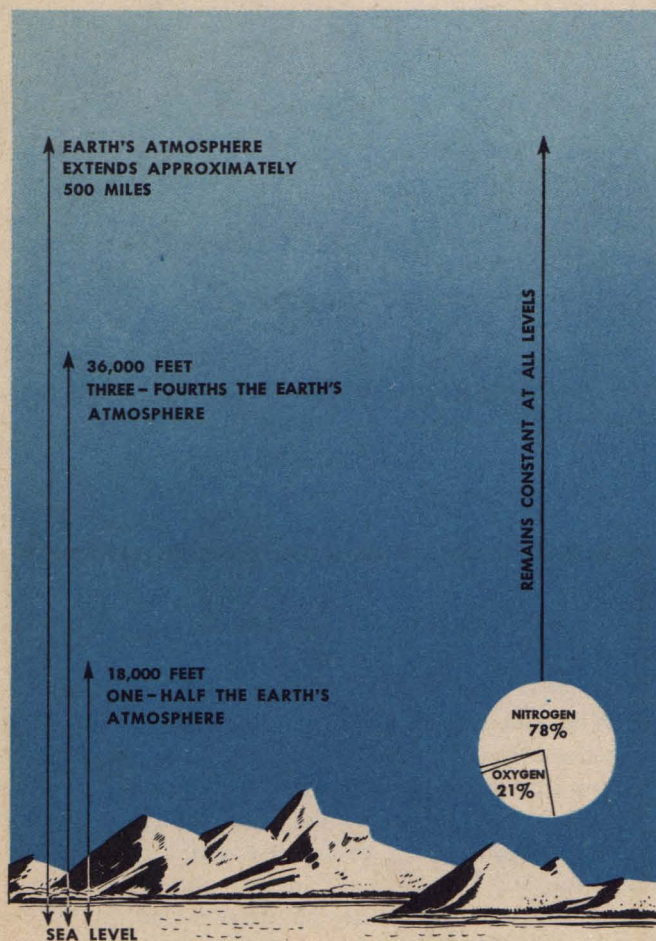 EARTH'S ATMOSPHERE
EXTENDS APPROXIMATELY
500 MILES
36,000 FEET
THREE-FOURTHS THE EARTH'S
ATMOSPHERE
18,000 FEET
ONE-HALF THE EARTH'S
ATMOSPHERE
REMAINS CONSTANT AT ALL LEVELS
NITROGEN
78%
OXYGEN
21%
SEA LEVEL